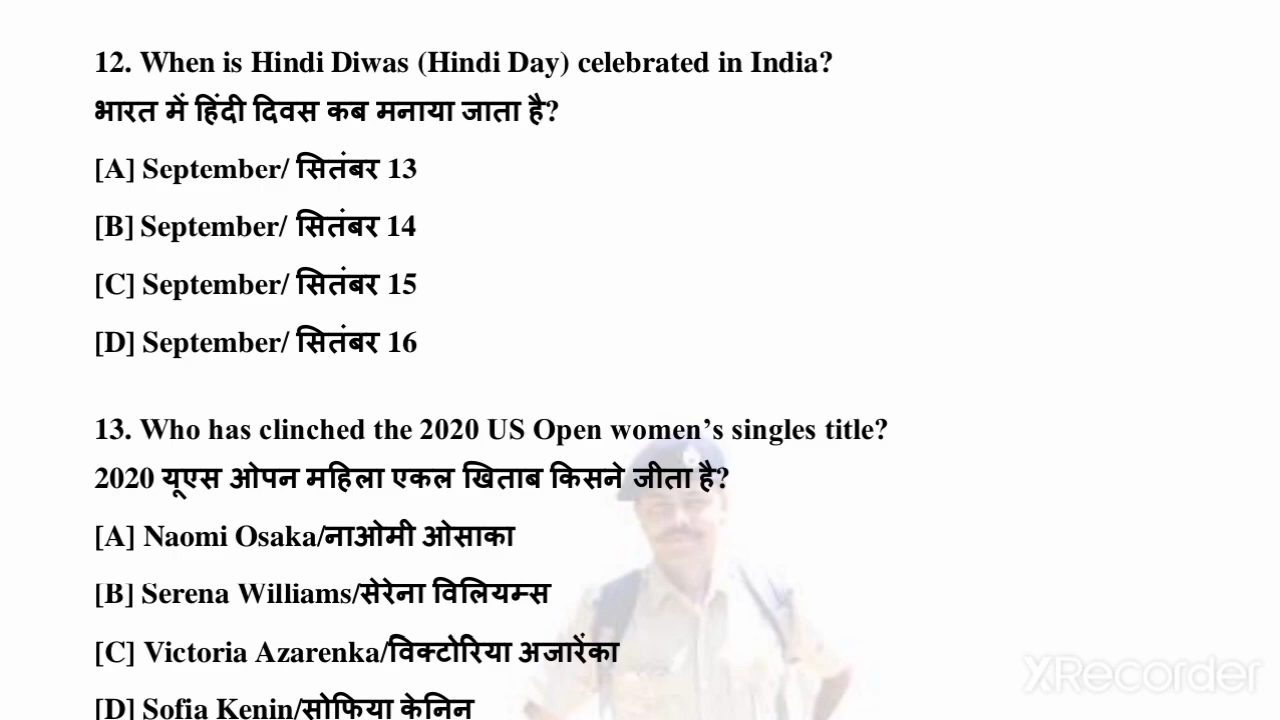 12. When is Hindi Diwas (Hindi Day) celebrated in India?
भारत में हिंदी दिवस कब मनाया जाता है?
[A] September/ सितंबर 13
[B] September/ सितंबर 14
[C] September/ सितंबर 15
[D] September/ सितंबर 16
13. Who has clinched the 2020 US Open women’s singles title?
2020 यूएस ओपन महिला एकल खिताब किसने जीता है?
[A] Naomi Osaka/नाओमी ओसाका
[B] Serena Williams/सेरेना विलियम्स
[C] Victoria Azarenka/विक्टोरिया अजारेंका
[D] Sofia Kenin/सोफिया केनिन
XRecorder